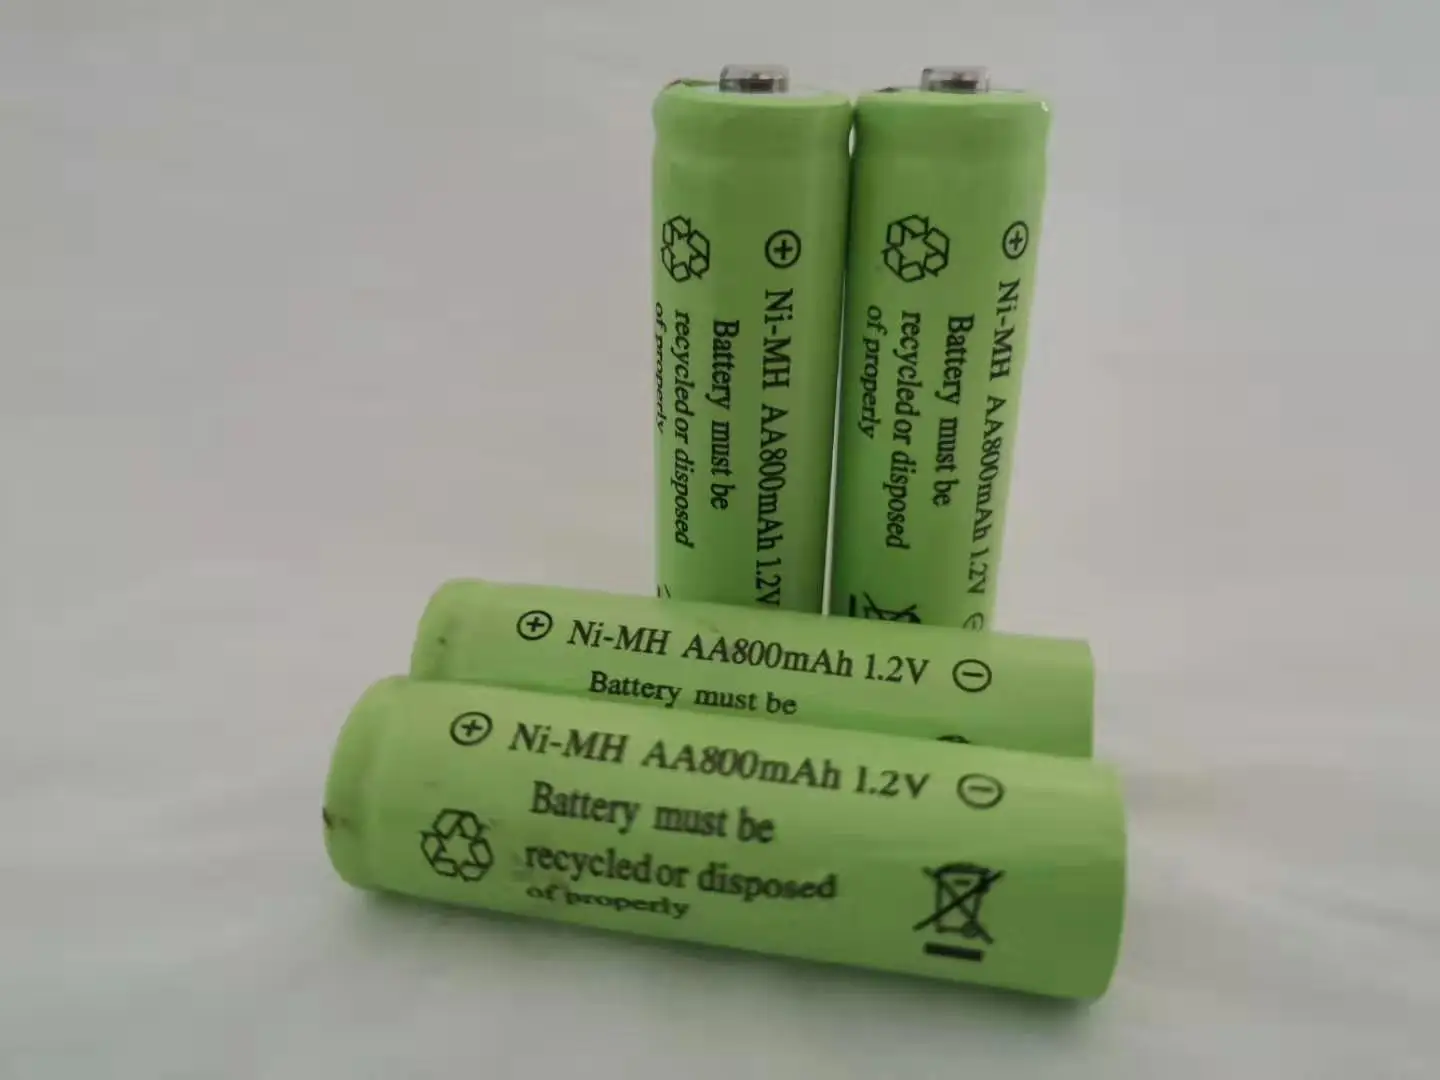 Ni-MH AA800mAh 1.2V
Battery must be
recycled or disposed
of properly
Ni-MH AA800mAh 1.2V
Battery must be
recycled or disposed
of properly
Ni-MH AA800mAh 1.2V
Battery must be
Ni-MH AA800mAh 1.2V
Battery must be
recycled or disposed
of properly